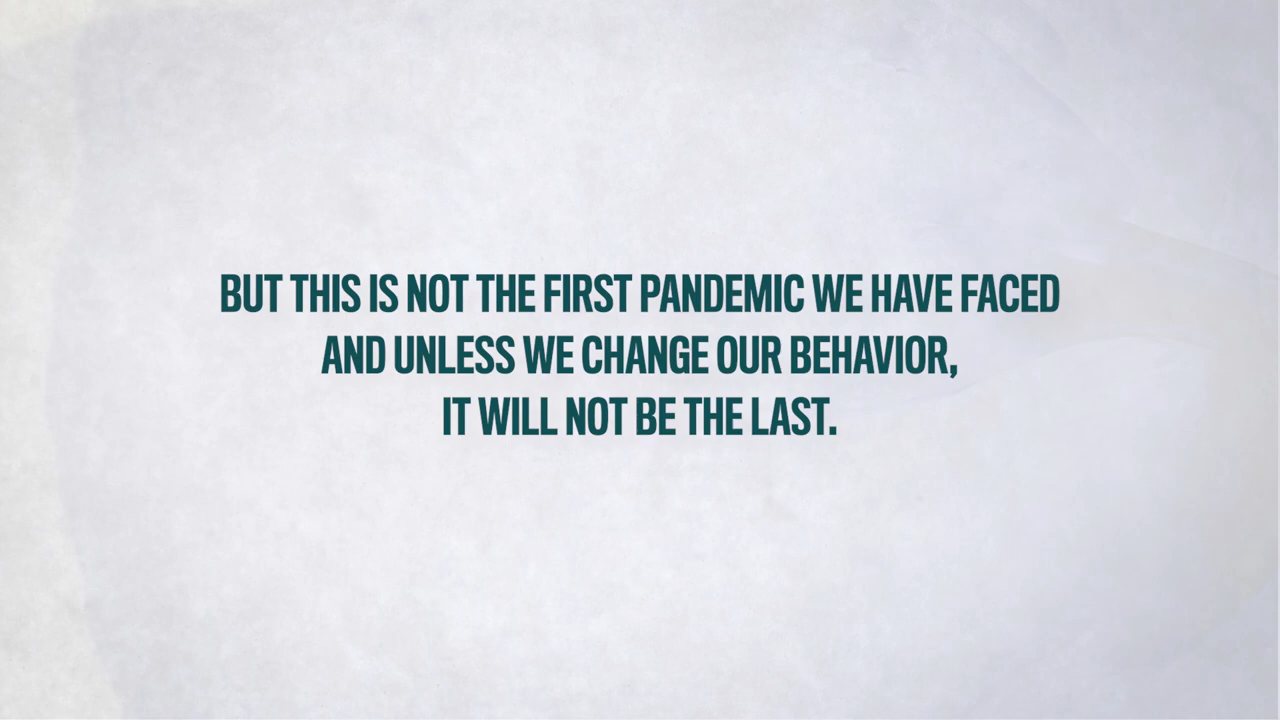 BUT THIS IS NOT THE FIRST PANDEMIC WE HAVE FACED
AND UNLESS WE CHANGE OUR BEHAVIOR,
IT WILL NOT BE THE LAST.